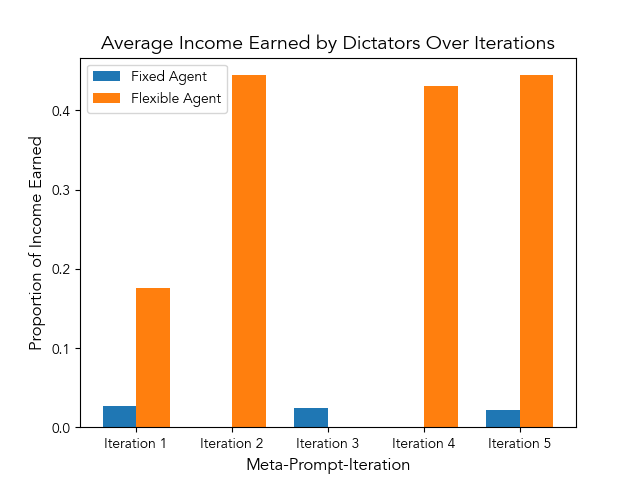 Average Income Earned by Dictators Over Iterations
Fixed Agent
Flexible Agent
Proportion of Income Earned
0.4
0.3
0.2
0.1
0.0
Iteration 1
Iteration 2
Iteration 3
Iteration 4
Iteration 5
Meta-Prompt-Iteration